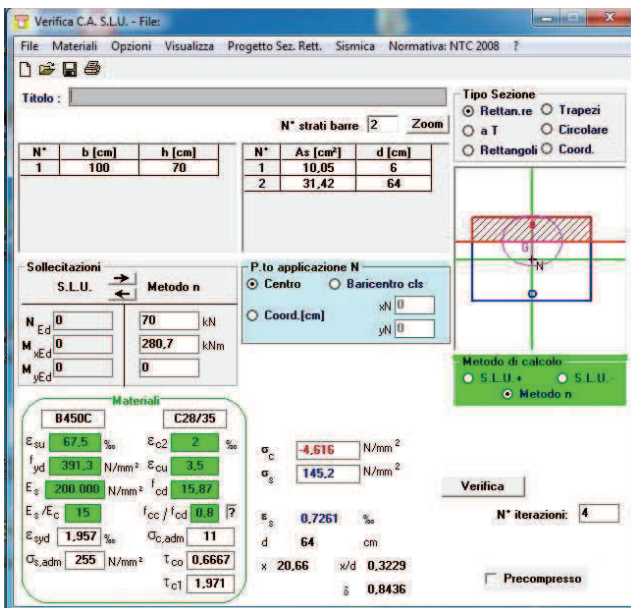 Verifica C.A. S.L.U. - File:
File Materiali Opzioni Visualizza Progetto Sez. Rett. Sismica Normativa: NTC 2008 ?
Titolo :
N° strati barre 2 Zoom
Tipo Sezione
Rettan.re Trapezi
a T Circolare
Rettangoli Coord.
N° b [cm] h [cm]
1 100 70
N° As [cm²] d [cm]
1 10,05 6
2 31,42 64
G
N
Sollecitazioni
S.L.U. Metodo n
N Ed 0 70 kN
M xEd 0 280,7 kNm
M yEd 0 0
P.to applicazione N
Centro Baricentro cls
Coord.[cm]
xN 0
yN 0
Metodo di calcolo
S.L.U.+ S.L.U.-
Metodo n
Materiali
B450C C28/35
εsu 67,5 ‰ εc2 2 ‰
fyd 391,3 N/mm² εcu 3,5
Es 200.000 N/mm² fcd 15,87
Es/Ec 15 fcc / fcd 0,8 ?
εsyd 1,957 ‰ σc,adm 11
σs,adm 255 N/mm² τco 0,6667
τc1 1,971
σc -4,616 N/mm²
σs 145,2 N/mm²
εs 0,7261 ‰
d 64 cm
x 20,66 x/d 0,3229
δ 0,8436
Verifica
N° iterazioni: 4
Precompresso